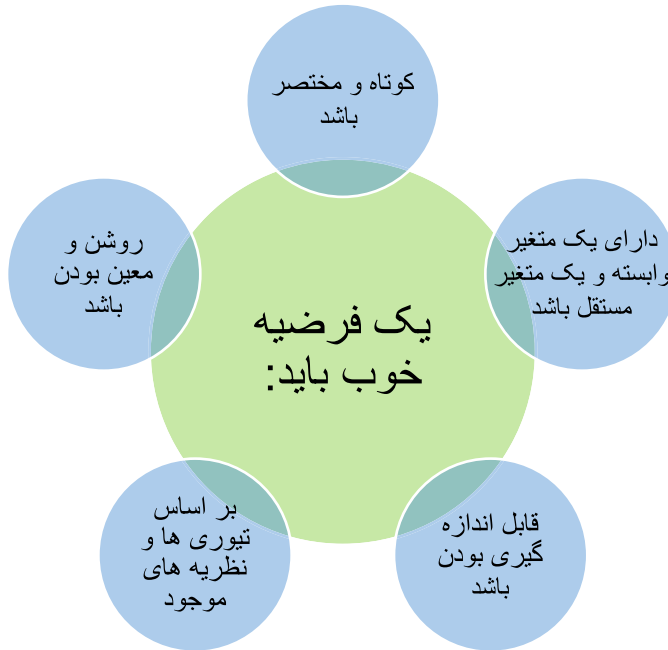 یک فرضیه
خوب باید:
کوتاه و مختصر
باشد
دارای یک متغیر
وابسته و یک متغیر
مستقل باشد
قابل اندازه
گیری بودن
باشد
بر اساس
تیوری ها و
نظریه های
موجود
روشن و
معین بودن
باشد